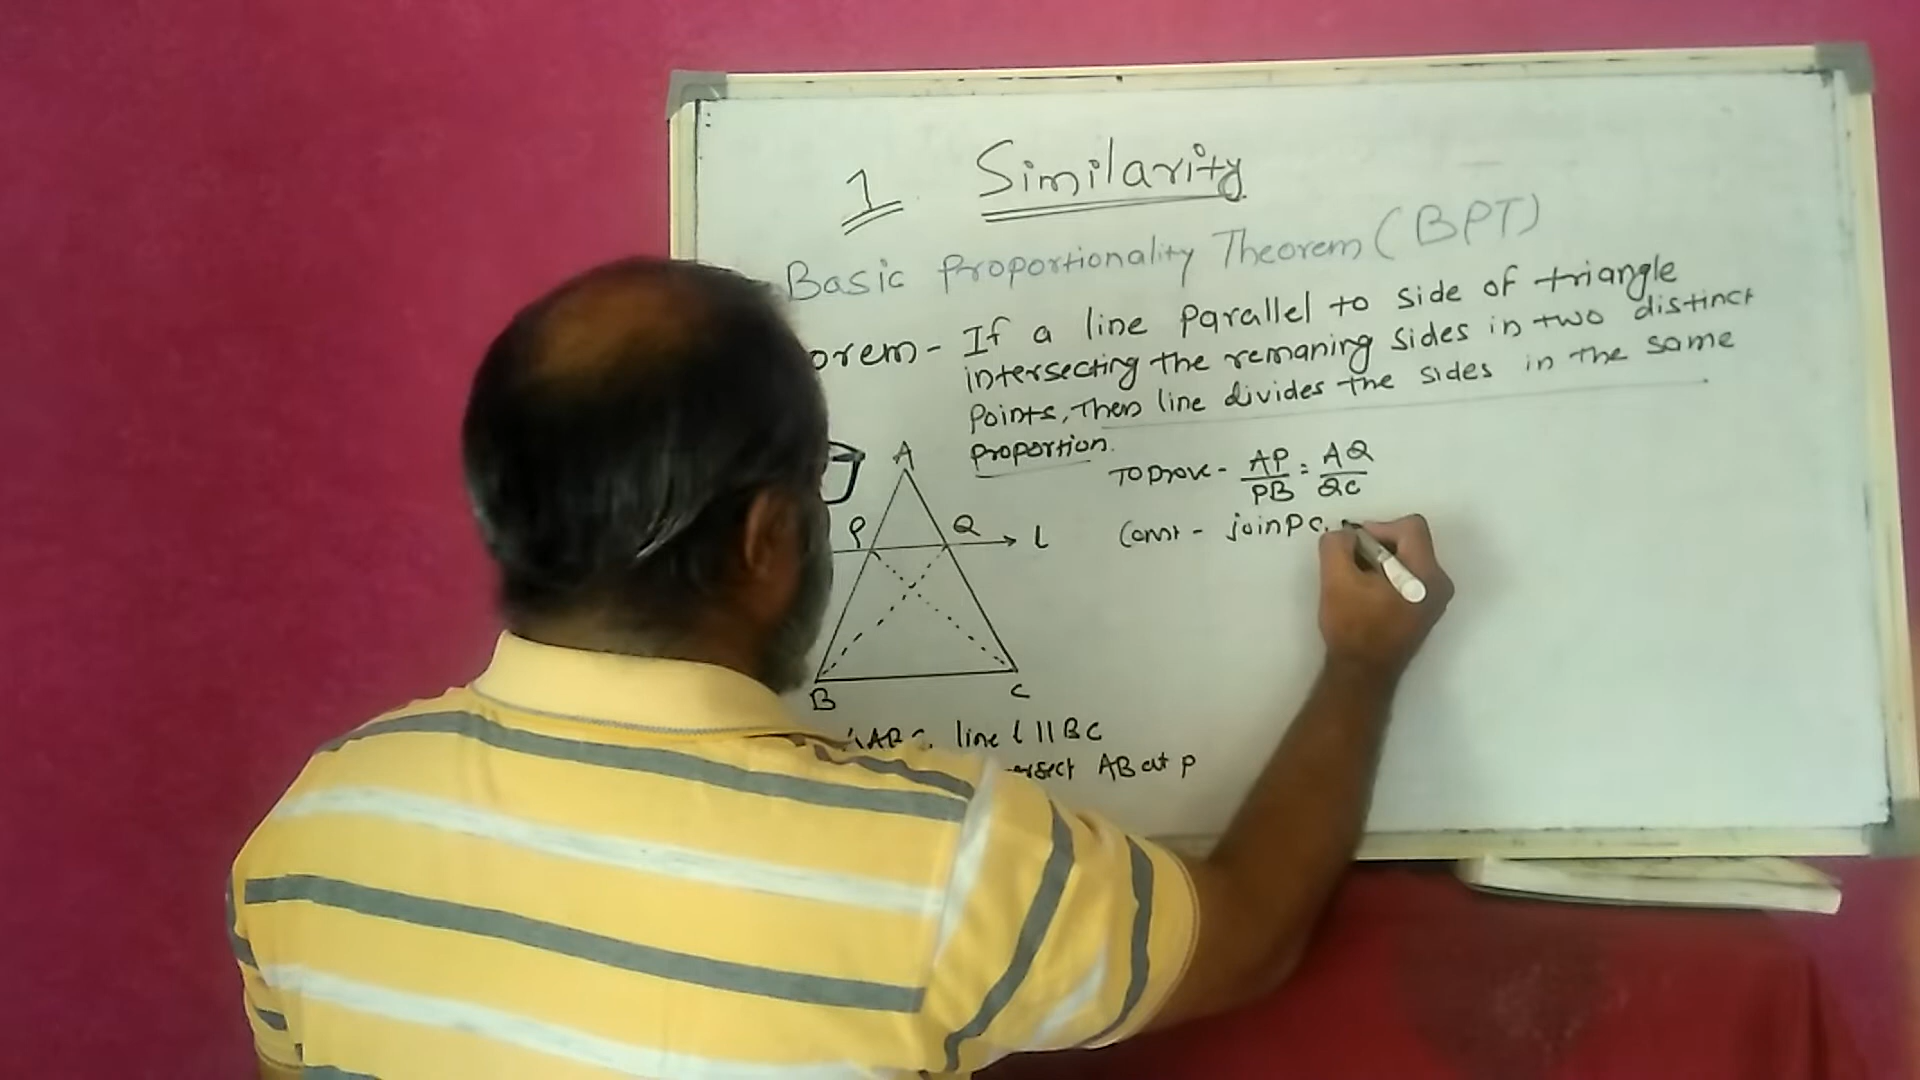 1 Similarity
Basic Proportionality Theorem (BPT)
orem - If a line parallel to side of triangle
intersecting the remaning sides in two distinct
points, then line divides the sides in the same
proportion.
To prove - AP/PB = AQ/QC
Const - join PC,
A
P Q l
B C
ABC, line l || BC
ersect AB at P